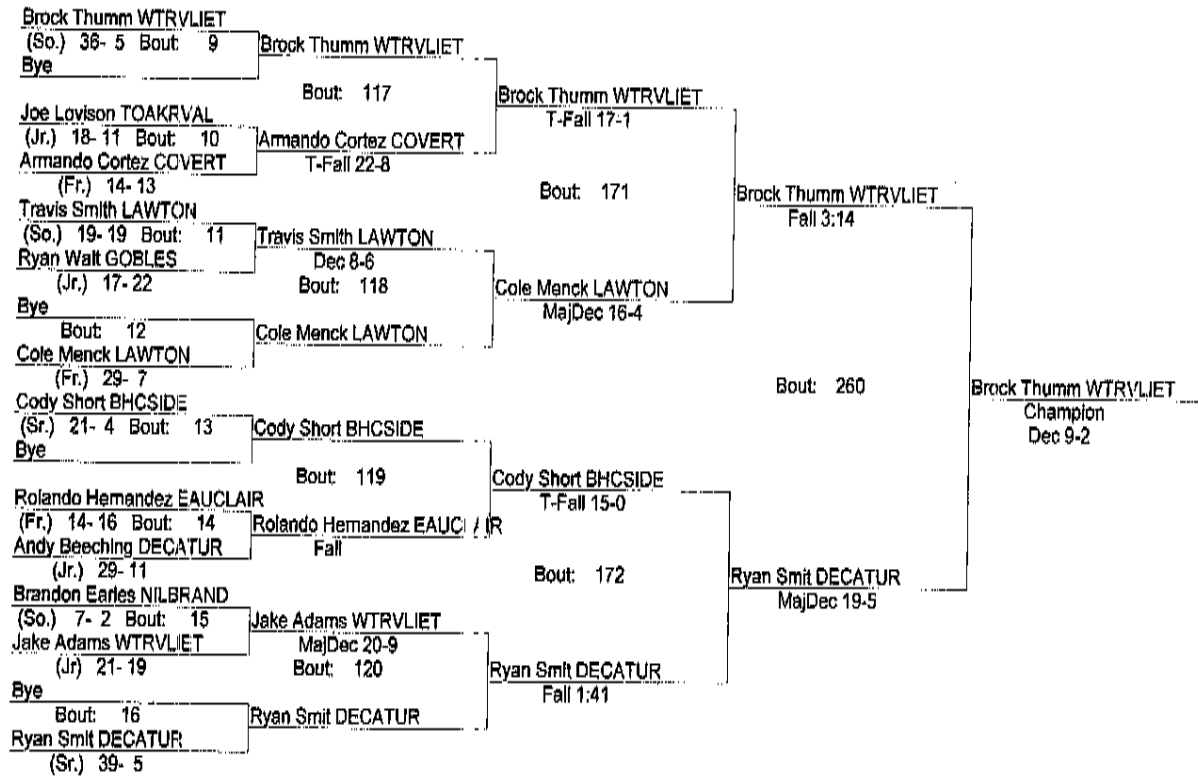 Brock Thumm WTRVLIET
(So.) 36- 5 Bout: 9
Bye
Joe Lovison TOAKRVAL
(Jr.) 18- 11 Bout: 10
Armando Cortez COVERT
(Fr.) 14- 13
Travis Smith LAWTON
(So.) 19- 19 Bout: 11
Ryan Walt GOBLES
(Jr.) 17- 22
Bye
Bout: 12
Cole Menck LAWTON
(Fr.) 29- 7
Cody Short BHCSIDE
(Sr.) 21- 4 Bout: 13
Bye
Rolando Hernandez EAUCLAIR
(Fr.) 14- 16 Bout: 14
Andy Beeching DECATUR
(Jr.) 29- 11
Brandon Earles NILBRAND
(So.) 7- 2 Bout: 15
Jake Adams WTRVLIET
(Jr) 21- 19
Bye
Bout: 16
Ryan Smit DECATUR
(Sr.) 39- 5
Brock Thumm WTRVLIET
Bout: 117
Armando Cortez COVERT
T-Fall 22-8
Travis Smith LAWTON
Dec 8-6
Bout: 118
Cole Menck LAWTON
Cody Short BHCSIDE
Bout: 119
Rolando Hernandez EAUCLAIR
Fall
Jake Adams WTRVLIET
MajDec 20-9
Bout: 120
Ryan Smit DECATUR
Brock Thumm WTRVLIET
T-Fall 17-1
Bout: 171
Cole Menck LAWTON
MajDec 16-4
Cody Short BHCSIDE
T-Fall 15-0
Bout: 172
Ryan Smit DECATUR
Fall 1:41
Brock Thumm WTRVLIET
Fall 3:14
Bout: 260
Ryan Smit DECATUR
MajDec 19-5
Brock Thumm WTRVLIET
Champion
Dec 9-2